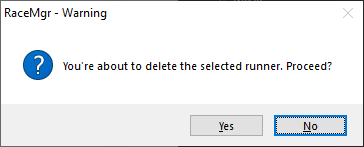 RaceMgr - Warning
You're about to delete the selected runner. Proceed?
Yes
No